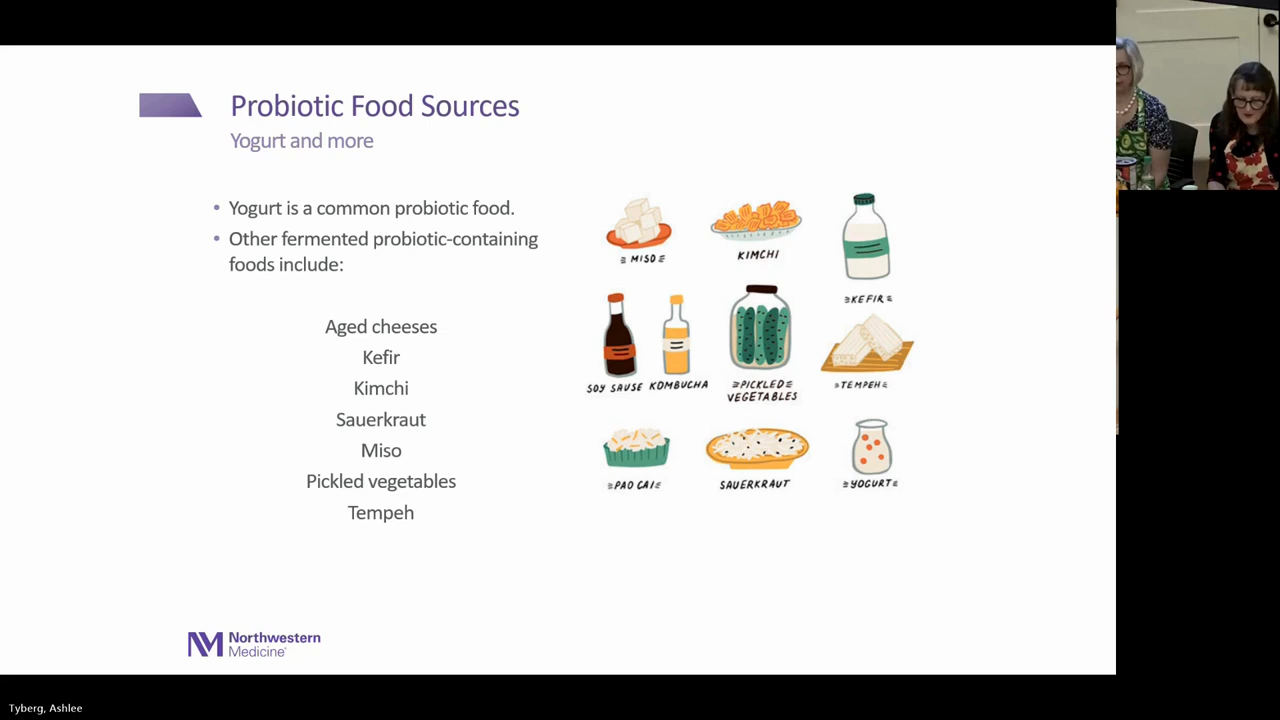 Probiotic Food Sources
Yogurt and more
• Yogurt is a common probiotic food.
• Other fermented probiotic-containing
foods include:
Aged cheeses
Kefir
Kimchi
Sauerkraut
Miso
Pickled vegetables
Tempeh
MISO
KIMCHI
KEFIR
SOY SAUSE
KOMBUCHA
PICKLED
VEGETABLES
TEMPEH
PAO CAI
SAUERKRAUT
YOGURT
Northwestern
Medicine
Tyberg, Ashlee